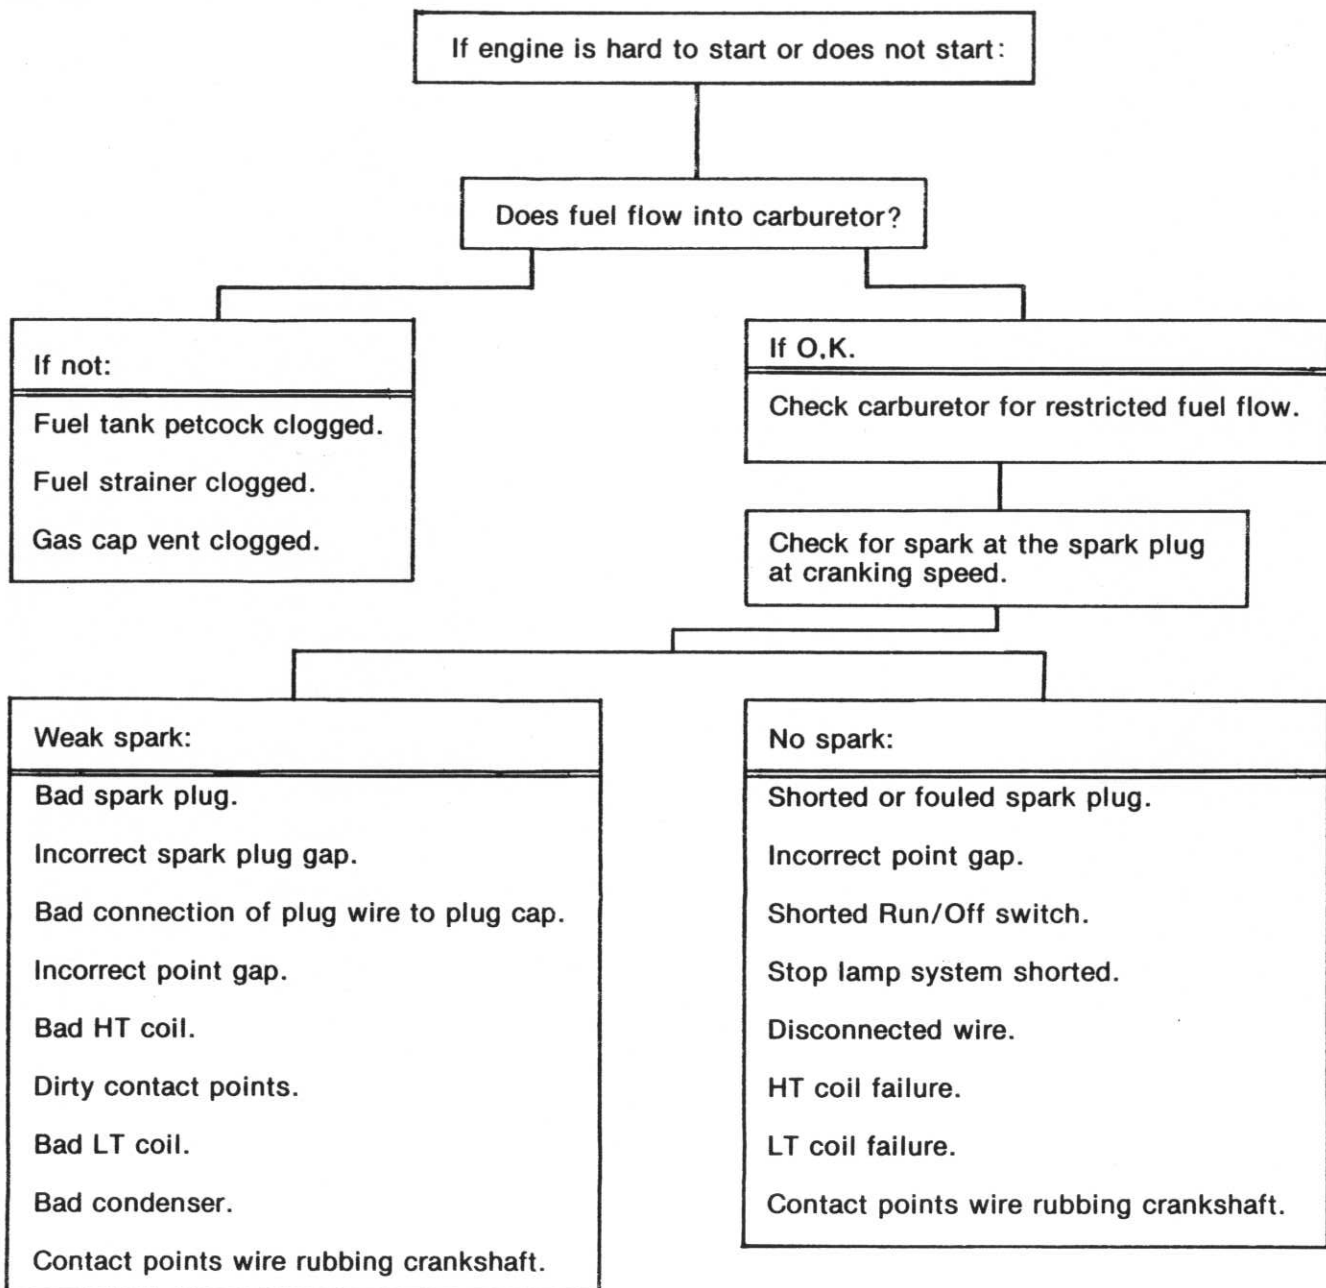 If engine is hard to start or does not start:
Does fuel flow into carburetor?
If not:
Fuel tank petcock clogged.
Fuel strainer clogged.
Gas cap vent clogged.
If O.K.
Check carburetor for restricted fuel flow.
Check for spark at the spark plug
at cranking speed.
Weak spark:
Bad spark plug.
Incorrect spark plug gap.
Bad connection of plug wire to plug cap.
Incorrect point gap.
Bad HT coil.
Dirty contact points.
Bad LT coil.
Bad condenser.
Contact points wire rubbing crankshaft.
No spark:
Shorted or fouled spark plug.
Incorrect point gap.
Shorted Run/Off switch.
Stop lamp system shorted.
Disconnected wire.
HT coil failure.
LT coil failure.
Contact points wire rubbing crankshaft.